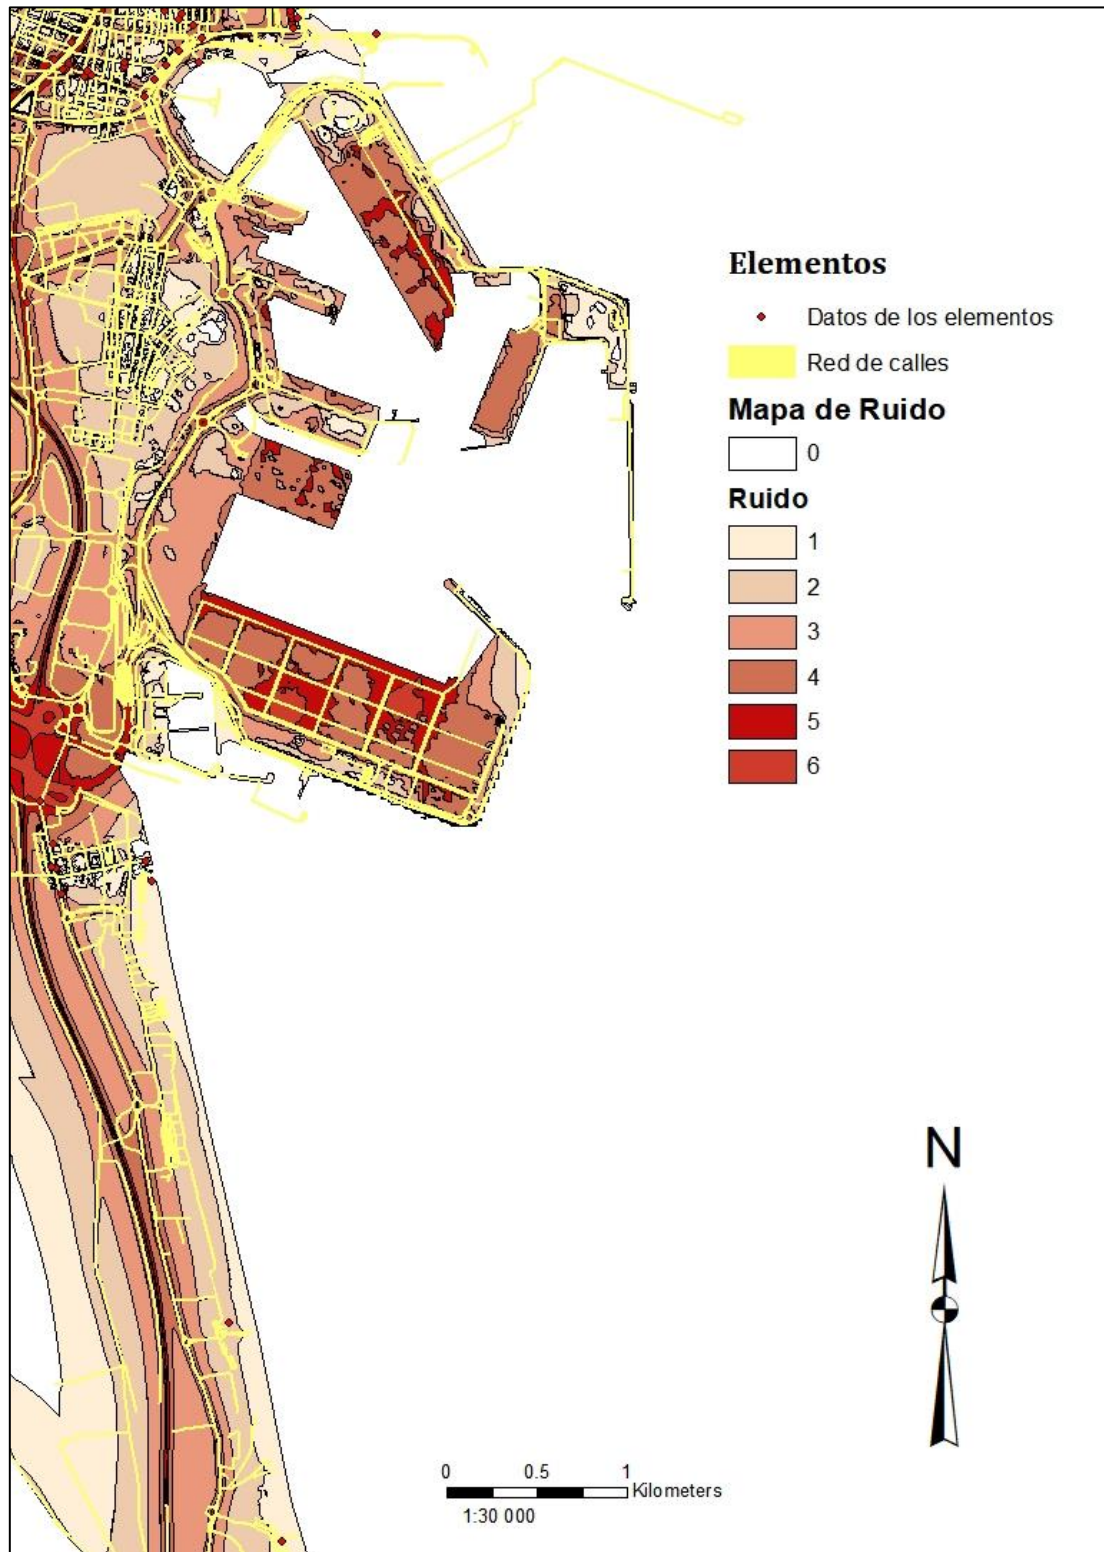 Elementos
Datos de los elementos
Red de calles
Mapa de Ruido
0
Ruido
1
2
3
4
5
6
N
0 0.5 1
Kilometers
1:30 000